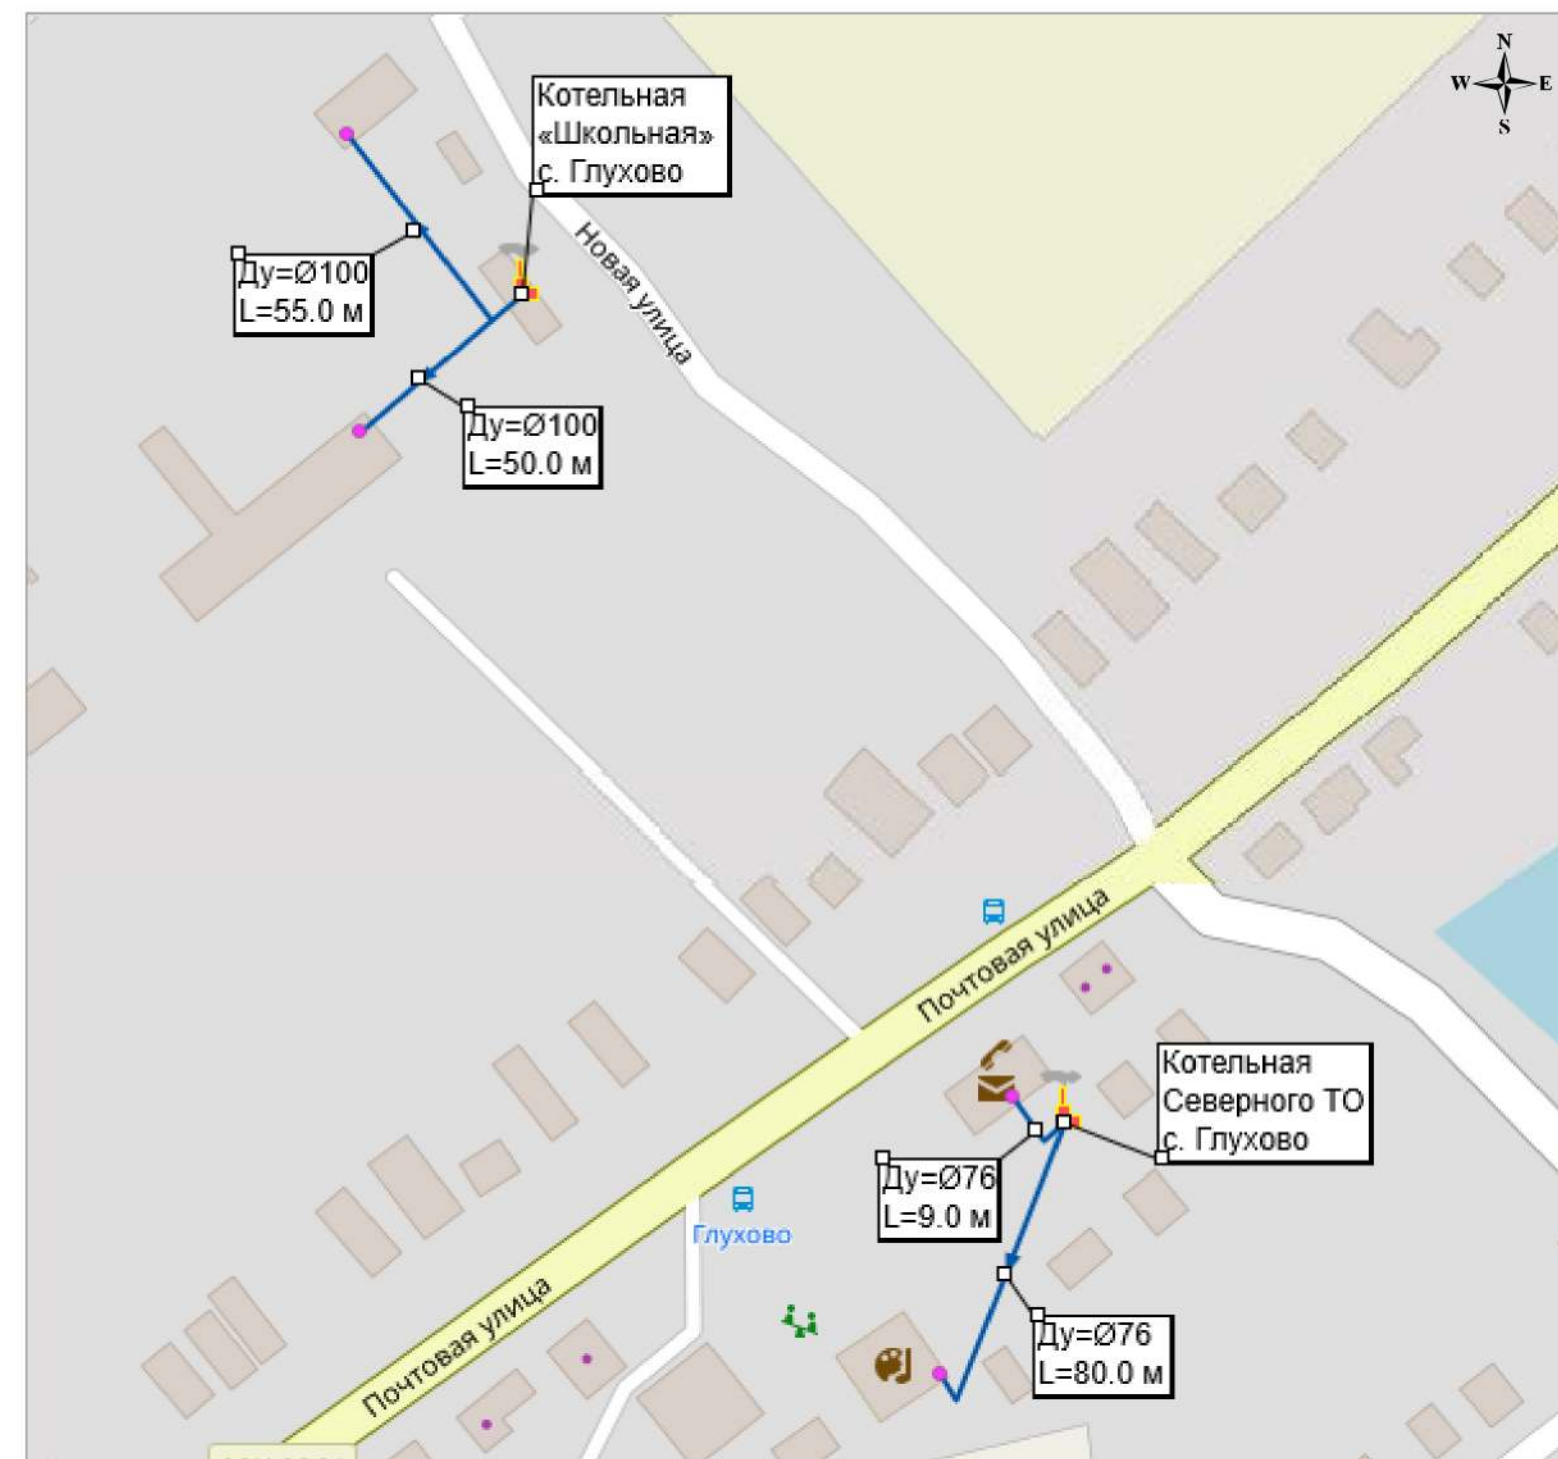 N
W E
S
Котельная
«Школьная»
с. Глухово
Новая улица
Ду=Ø100
L=55.0 м
Ду=Ø100
L=50.0 м
Почтовая улица
Котельная
Северного ТО
с. Глухово
Ду=Ø76
L=9.0 м
Глухово
Ду=Ø76
L=80.0 м
Почтовая улица